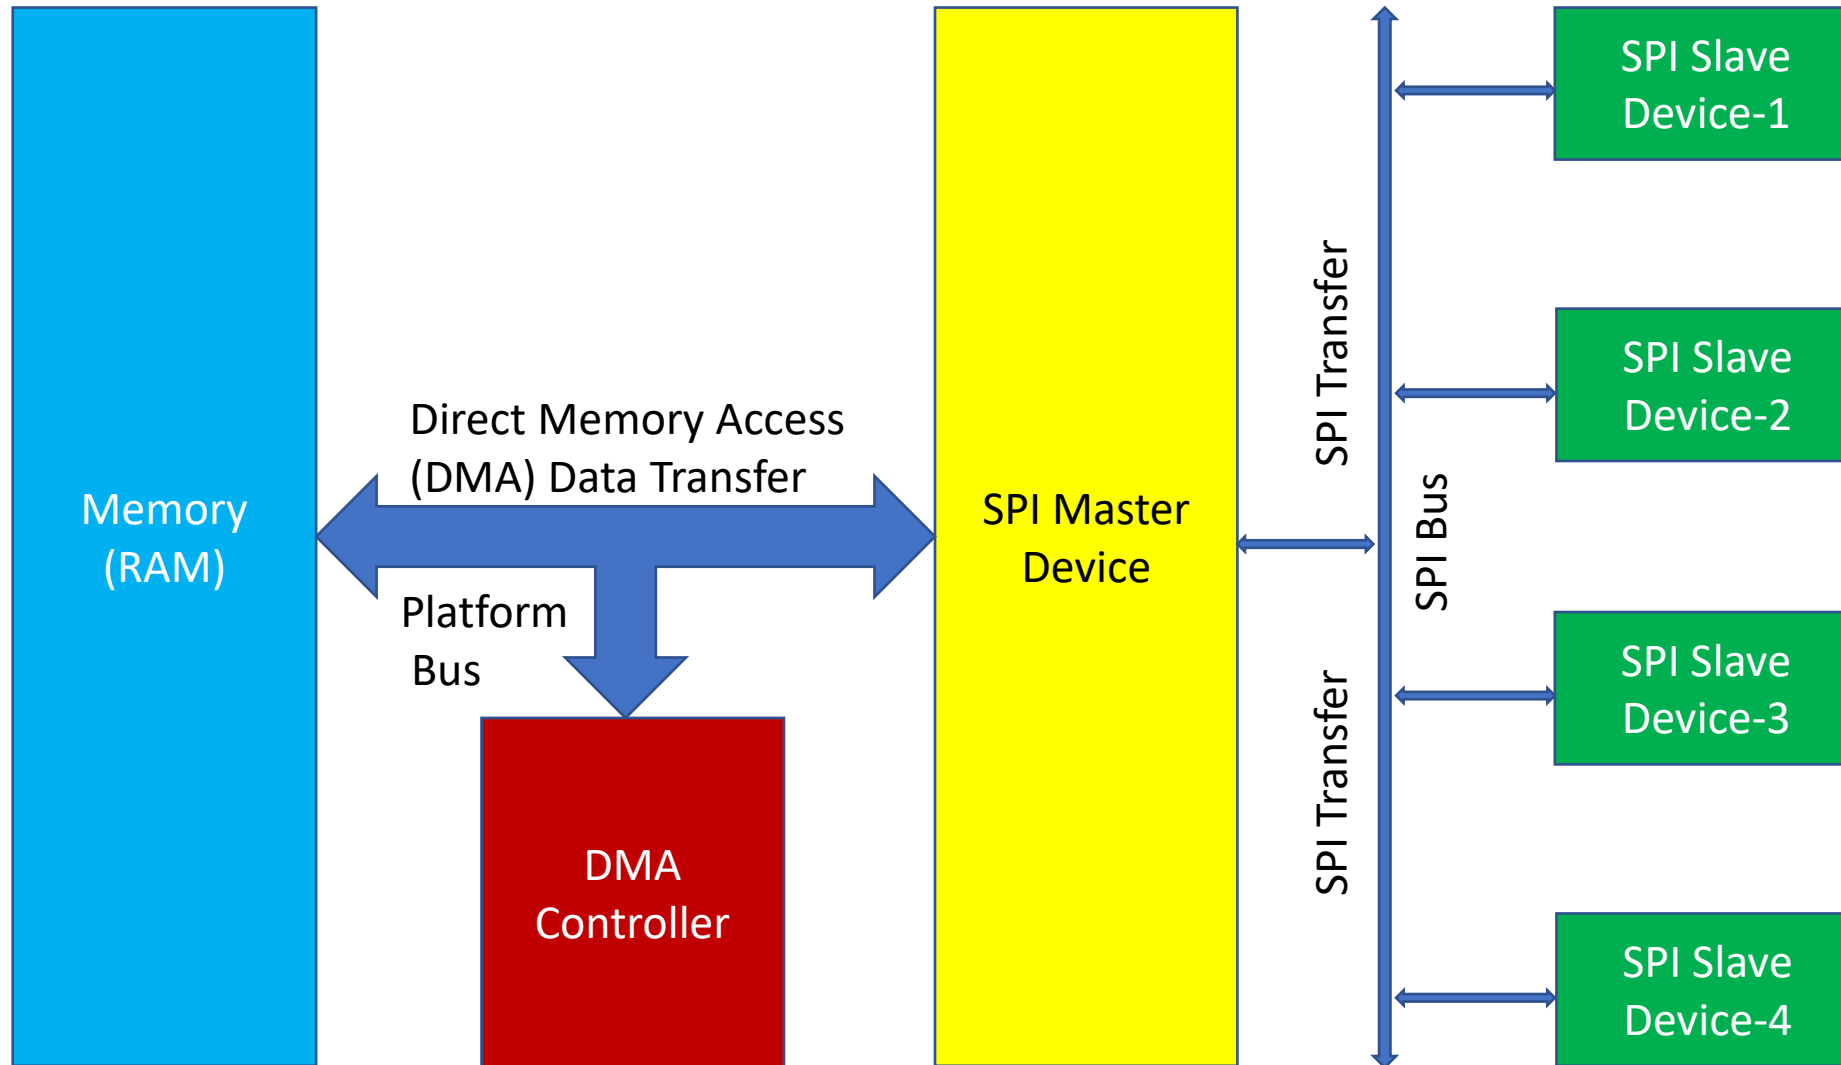 Memory
(RAM)
Direct Memory Access
(DMA) Data Transfer
Platform
Bus
DMA
Controller
SPI Master
Device
SPI Transfer
SPI Transfer
SPI Bus
SPI Slave
Device-1
SPI Slave
Device-2
SPI Slave
Device-3
SPI Slave
Device-4